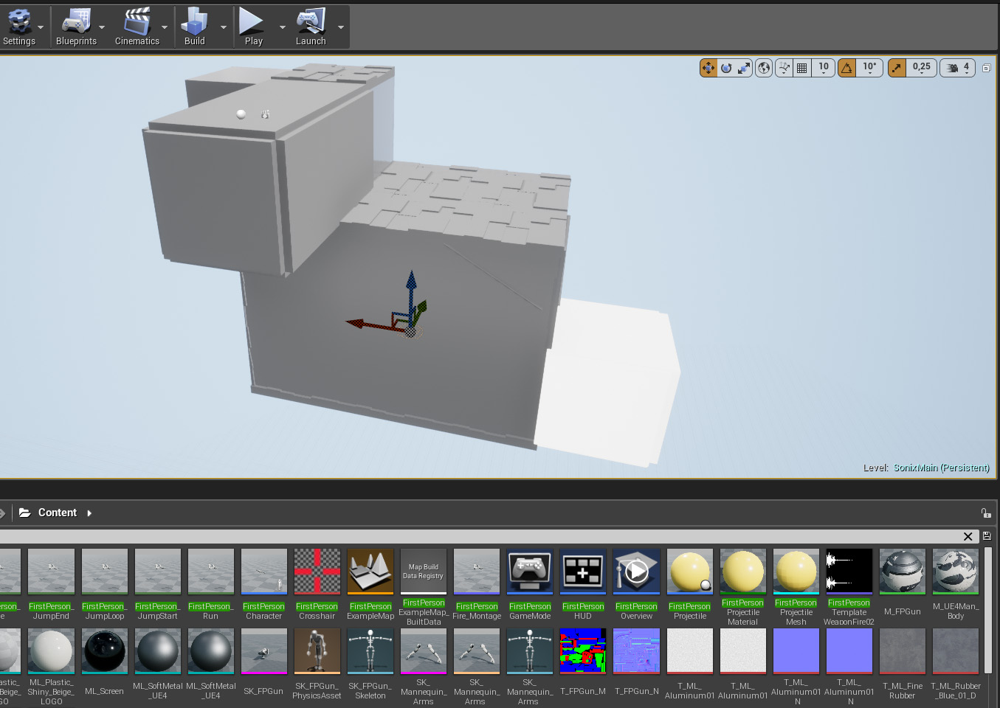 Settings
Blueprints
Cinematics
Build
Play
Launch
10
10°
0,25
4
Level: SonixMain (Persistent)
Content
FirstPerson_
JumpEnd
FirstPerson_
JumpLoop
FirstPerson_
JumpStart
FirstPerson_
Run
FirstPerson
Character
FirstPerson
Crosshair
FirstPerson
ExampleMap
Map Build
Data Registry
FirstPerson
ExampleMap_
BuiltData
FirstPerson
Fire_Montage
FirstPerson
GameMode
FirstPerson
HUD
FirstPerson
Overview
FirstPerson
Projectile
FirstPerson
Projectile
Material
FirstPerson
Projectile
Mesh
FirstPerson
Template
WeaponFire02
M_FPGun
M_UE4Man_
Body
astic_
Beige_
GO
ML_Plastic_
Shiny_Beige_
LOGO
ML_Screen
ML_SoftMetal
_UE4
ML_SoftMetal
_UE4
SK_FPGun
SK_FPGun_
PhysicsAsset
SK_FPGun_
Skeleton
SK_
Mannequin_
Arms
SK_
Mannequin_
Arms
SK_
Mannequin_
Arms
T_FPGun_M
T_FPGun_N
T_ML_
Aluminum01
T_ML_
Aluminum01
T_ML_
Aluminum01
N
T_ML_
Aluminum01
N
T_ML_Fine
Rubber
T_ML_Rubber
_Blue_01_D